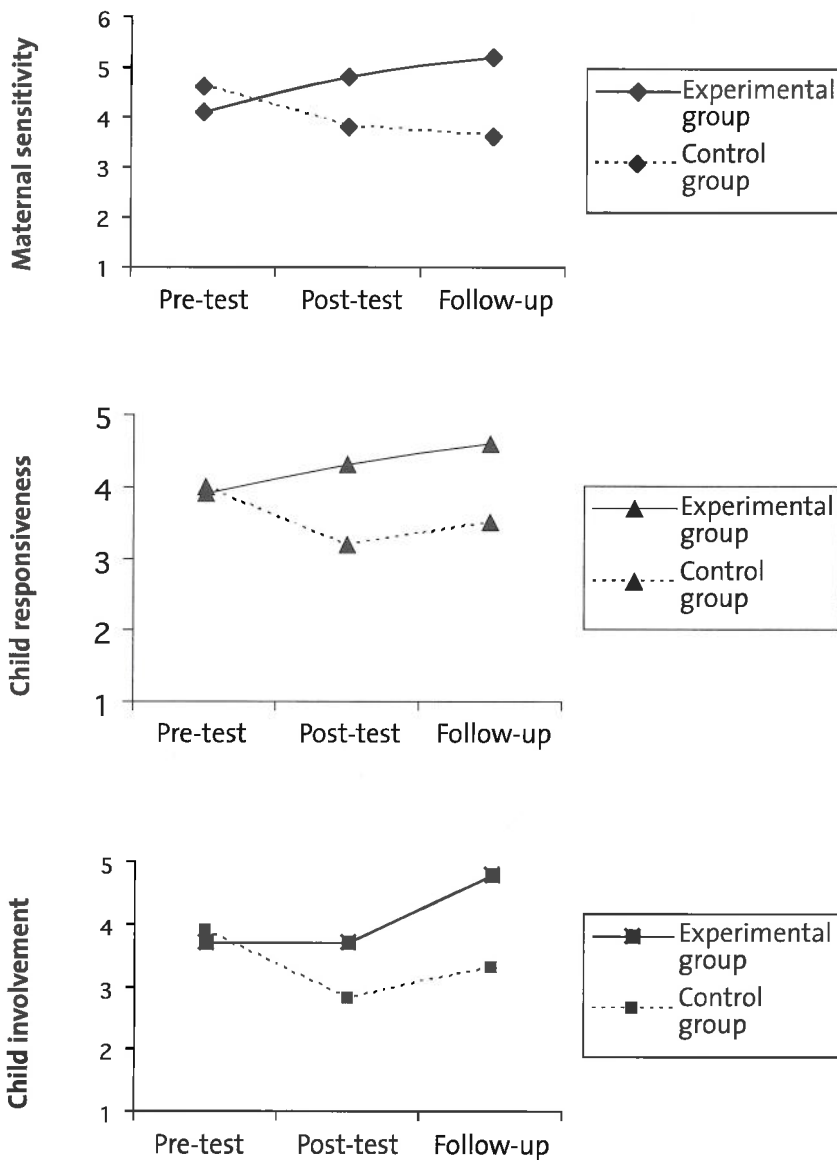 Maternal sensitivity
6
5
4
3
2
1
Pre-test Post-test Follow-up
Experimental
group
Control
group
Child responsiveness
5
4
3
2
1
Pre-test Post-test Follow-up
Experimental
group
Control
group
Child involvement
5
4
3
2
1
Pre-test Post-test Follow-up
Experimental
group
Control
group